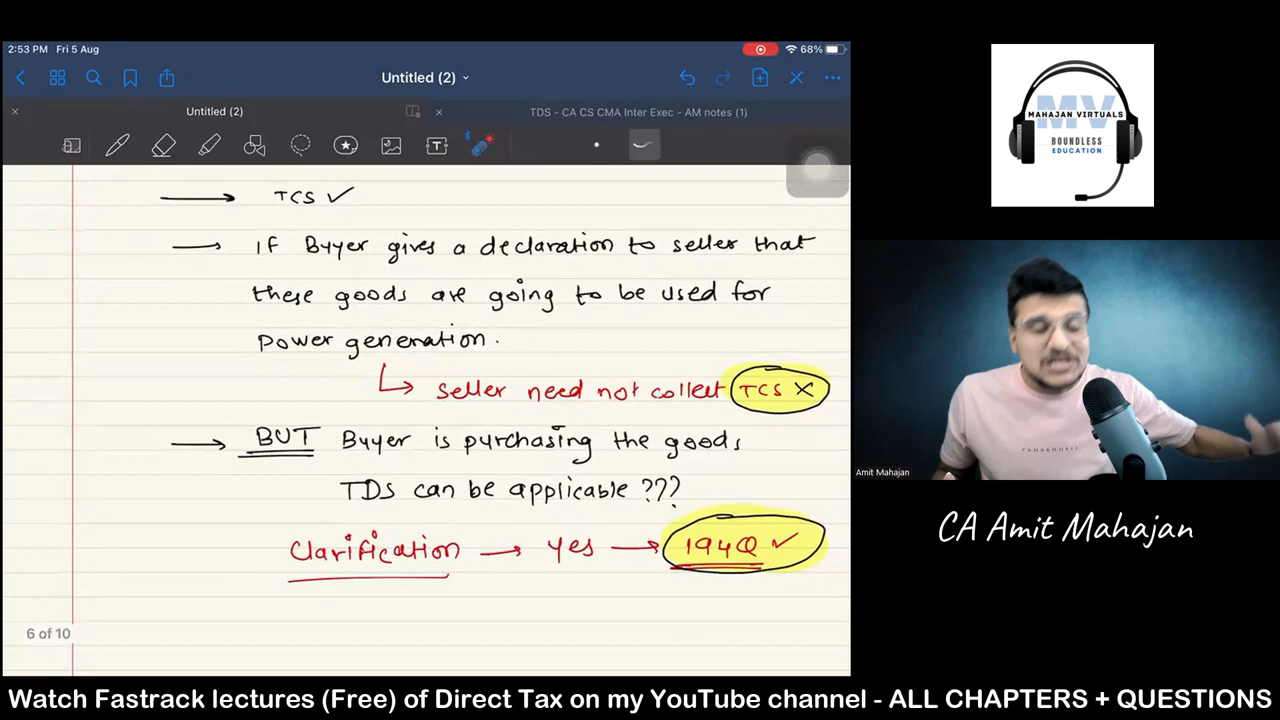 2:53 PM Fri 5 Aug
68%
Untitled (2)
Untitled (2)
TDS - CA CS CMA Inter Exec - AM notes (1)
TCS ✓
If Buyer gives a declaration to seller that
these goods are going to be used for
power generation.
seller need not collect TCS ×
BUT Buyer is purchasing the goods
TDS can be applicable ???
Clarification → yes → 194Q ✓
6 of 10
MV
MAHAJAN VIRTUALS
BOUNDLESS
EDUCATION
FAHRENHEIT
Amit Mahajan
CA Amit Mahajan
Watch Fastrack lectures (Free) of Direct Tax on my YouTube channel - ALL CHAPTERS + QUESTIONS